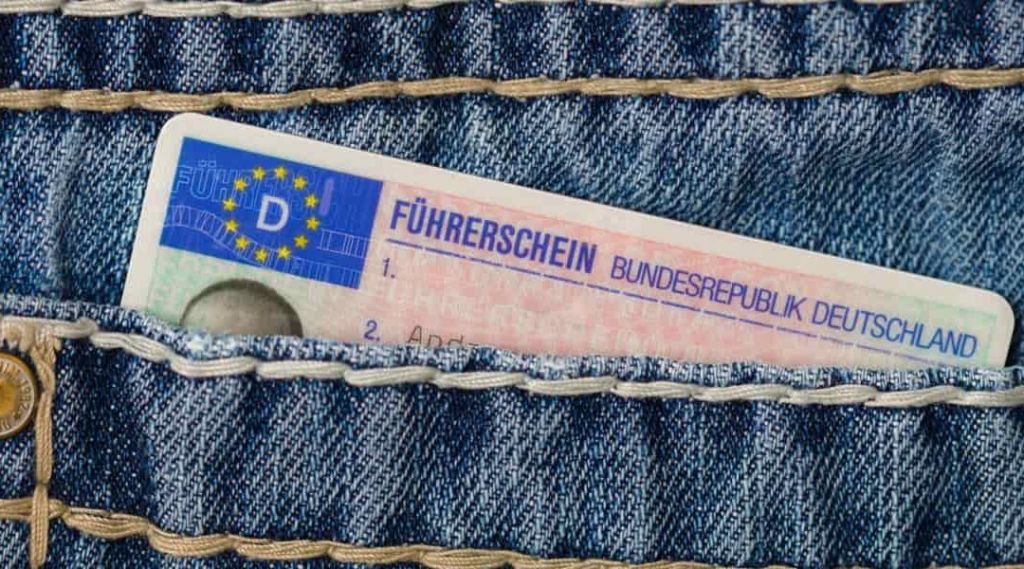 D
FÜHRERSCHEIN BUNDESREPUBLIK DEUTSCHLAND
1.
2.